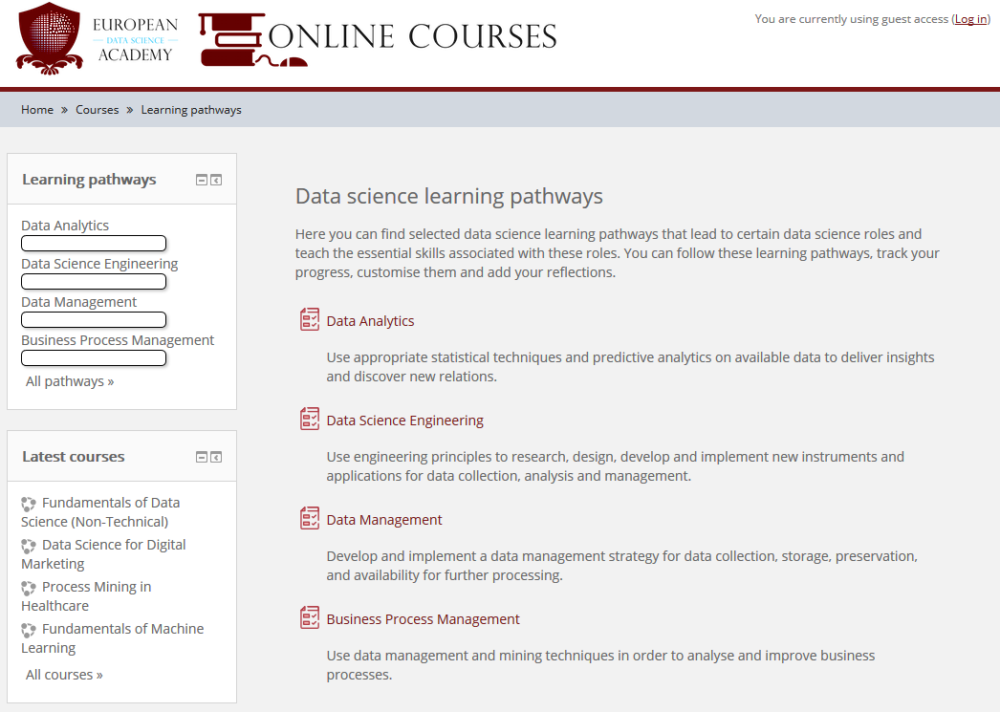 EUROPEAN
DATA SCIENCE
ACADEMY
ONLINE COURSES
You are currently using guest access (Log in)
Home » Courses » Learning pathways
Learning pathways
Data Analytics
Data Science Engineering
Data Management
Business Process Management
All pathways »
Latest courses
Fundamentals of Data
Science (Non-Technical)
Data Science for Digital
Marketing
Process Mining in
Healthcare
Fundamentals of Machine
Learning
All courses »
Data science learning pathways
Here you can find selected data science learning pathways that lead to certain data science roles and
teach the essential skills associated with these roles. You can follow these learning pathways, track your
progress, customise them and add your reflections.
Data Analytics
Use appropriate statistical techniques and predictive analytics on available data to deliver insights
and discover new relations.
Data Science Engineering
Use engineering principles to research, design, develop and implement new instruments and
applications for data collection, analysis and management.
Data Management
Develop and implement a data management strategy for data collection, storage, preservation,
and availability for further processing.
Business Process Management
Use data management and mining techniques in order to analyse and improve business
processes.